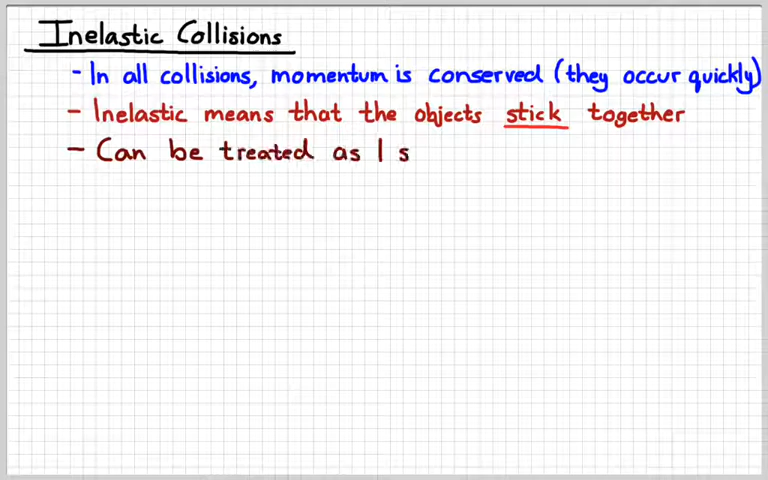 Inelastic Collisions
- In all collisions, momentum is conserved (they occur quickly)
- Inelastic means that the objects stick together
- Can be treated as 1 s